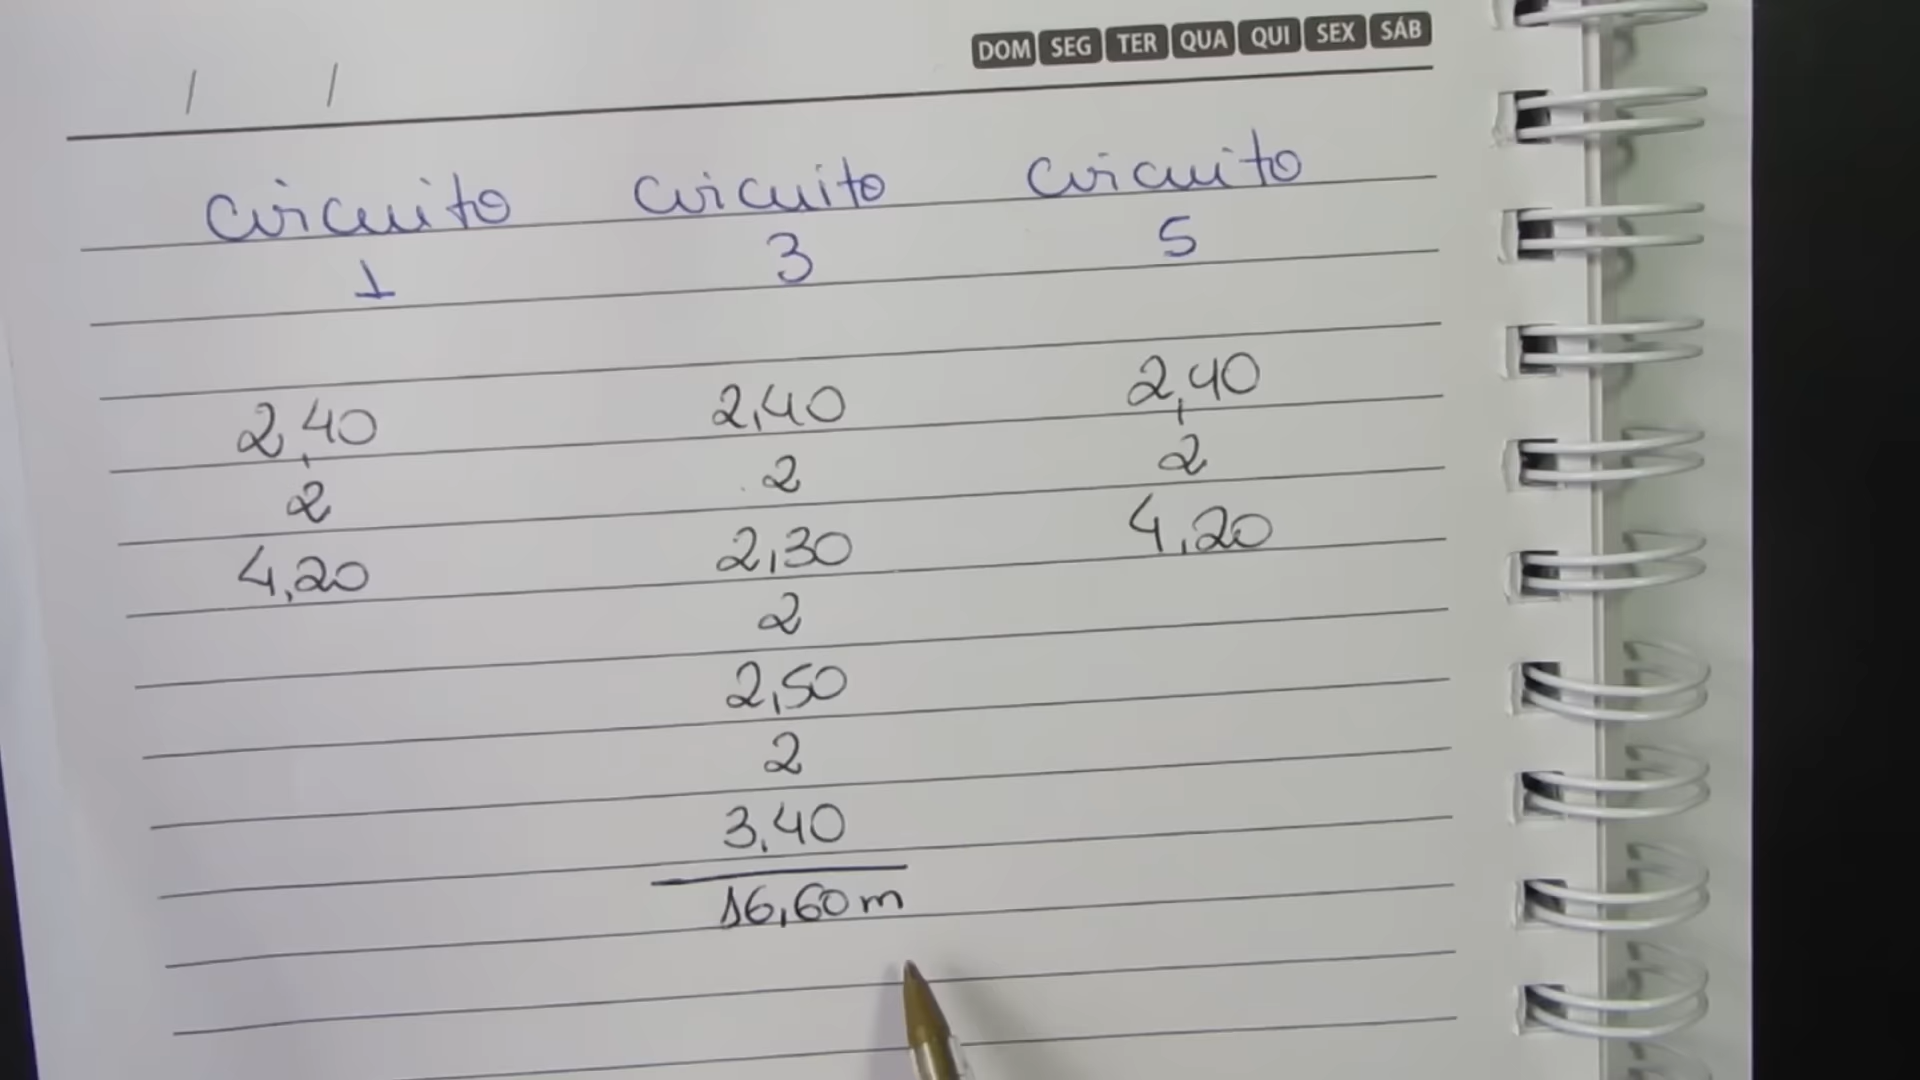 DOM SEG TER QUA QUI SEX SÁB
/ /
Circuito Circuito Circuito
1 3 5
2,40 2,40 2,40
2 2 2
4,20 2,30 4,20
2
2,50
2
3,40
16,60m